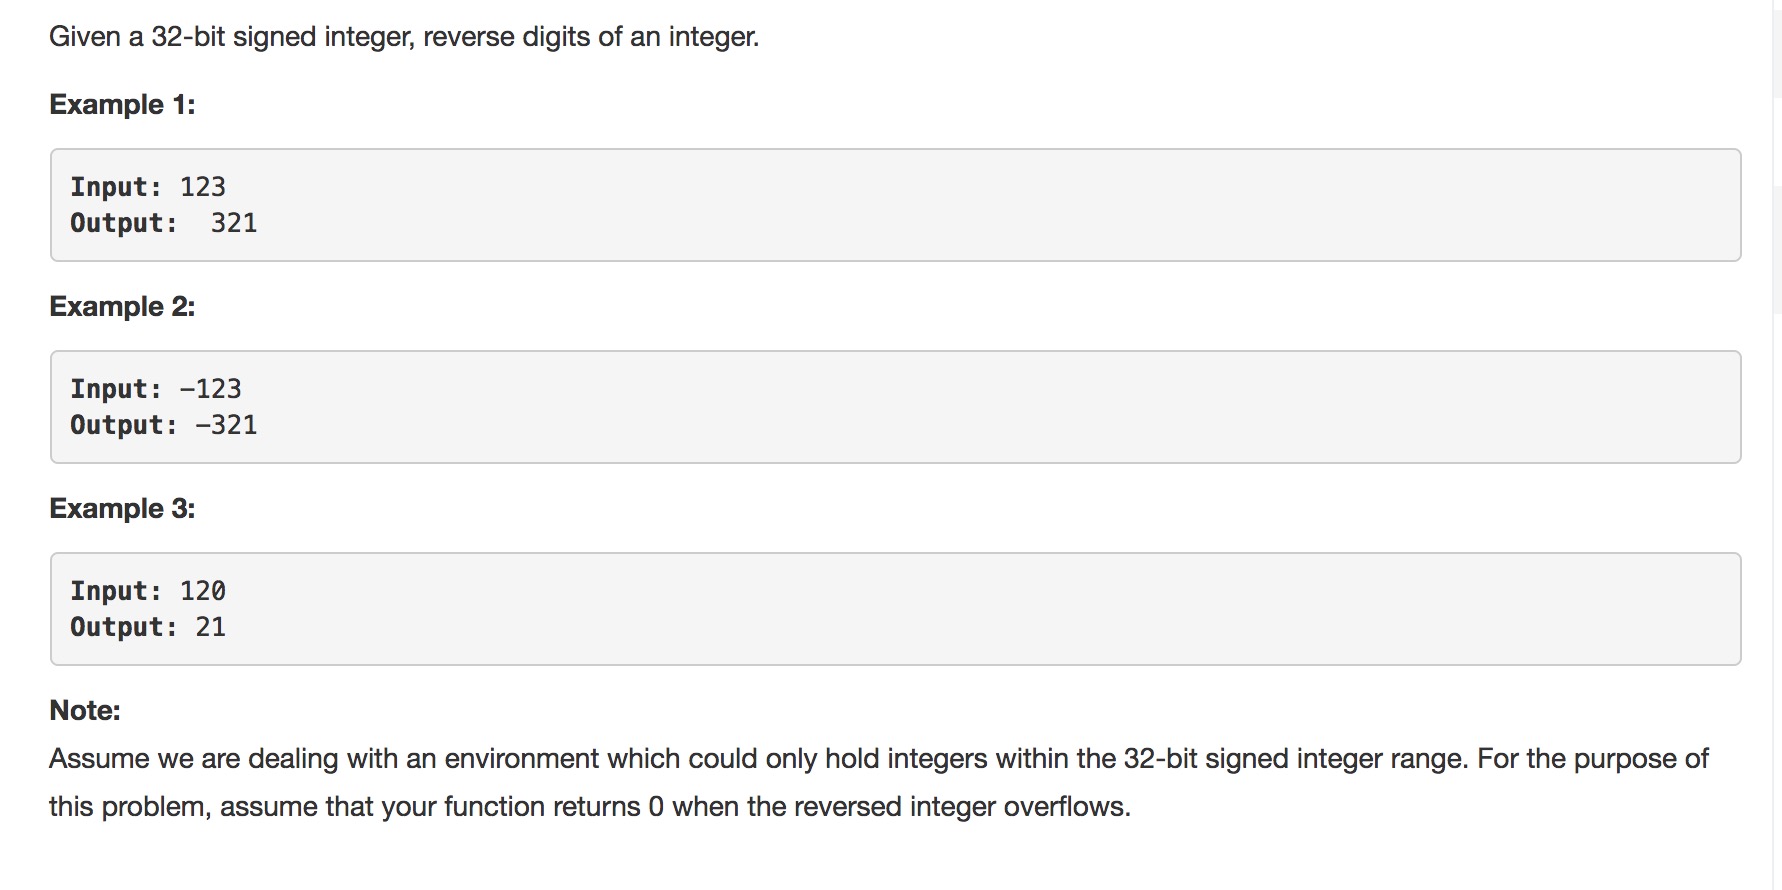 Given a 32-bit signed integer, reverse digits of an integer.
Example 1:
Input: 123
Output:  321
Example 2:
Input: -123
Output: -321
Example 3:
Input: 120
Output: 21
Note:
Assume we are dealing with an environment which could only hold integers within the 32-bit signed integer range. For the purpose of
this problem, assume that your function returns 0 when the reversed integer overflows.